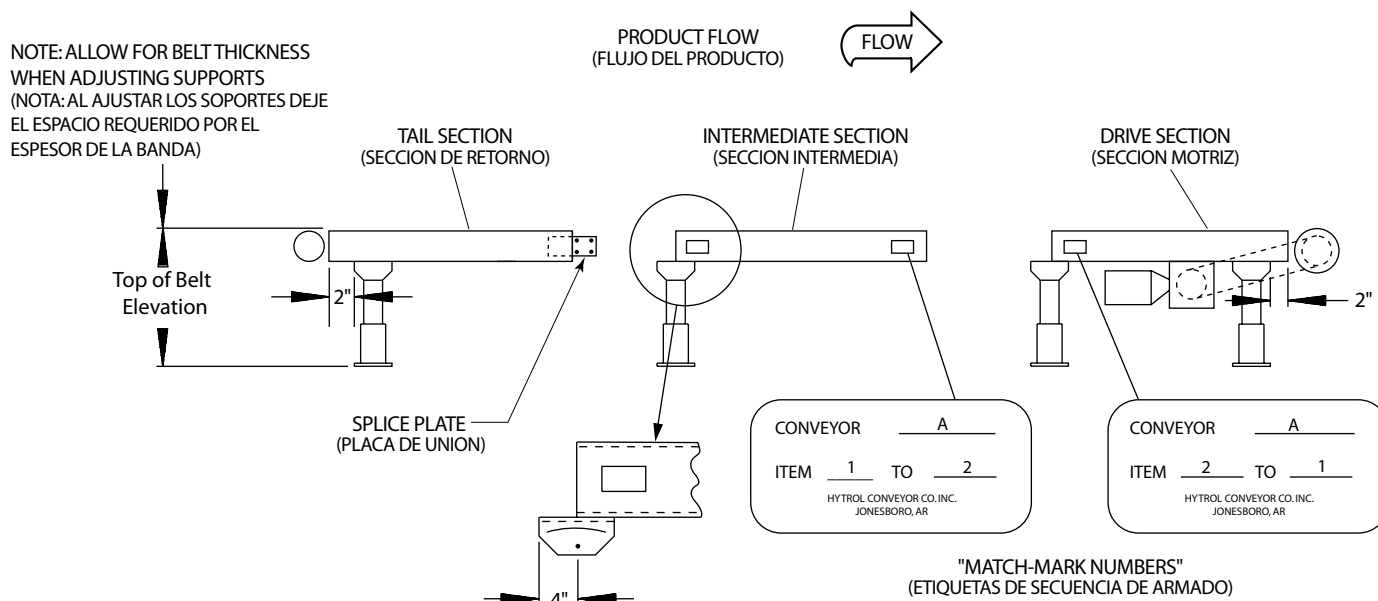 PRODUCT FLOW
(FLUJO DEL PRODUCTO)
FLOW
NOTE: ALLOW FOR BELT THICKNESS
WHEN ADJUSTING SUPPORTS
(NOTA: AL AJUSTAR LOS SOPORTES DEJE
EL ESPACIO REQUERIDO POR EL
ESPESOR DE LA BANDA)
TAIL SECTION
(SECCION DE RETORNO)
INTERMEDIATE SECTION
(SECCION INTERMEDIA)
DRIVE SECTION
(SECCION MOTRIZ)
Top of Belt
Elevation
2"
2"
SPLICE PLATE
(PLACA DE UNION)
CONVEYOR A
ITEM 1 TO 2
HYTROL CONVEYOR CO. INC.
JONESBORO, AR
CONVEYOR A
ITEM 2 TO 1
HYTROL CONVEYOR CO. INC.
JONESBORO, AR
"MATCH-MARK NUMBERS"
(ETIQUETAS DE SECUENCIA DE ARMADO)
4"